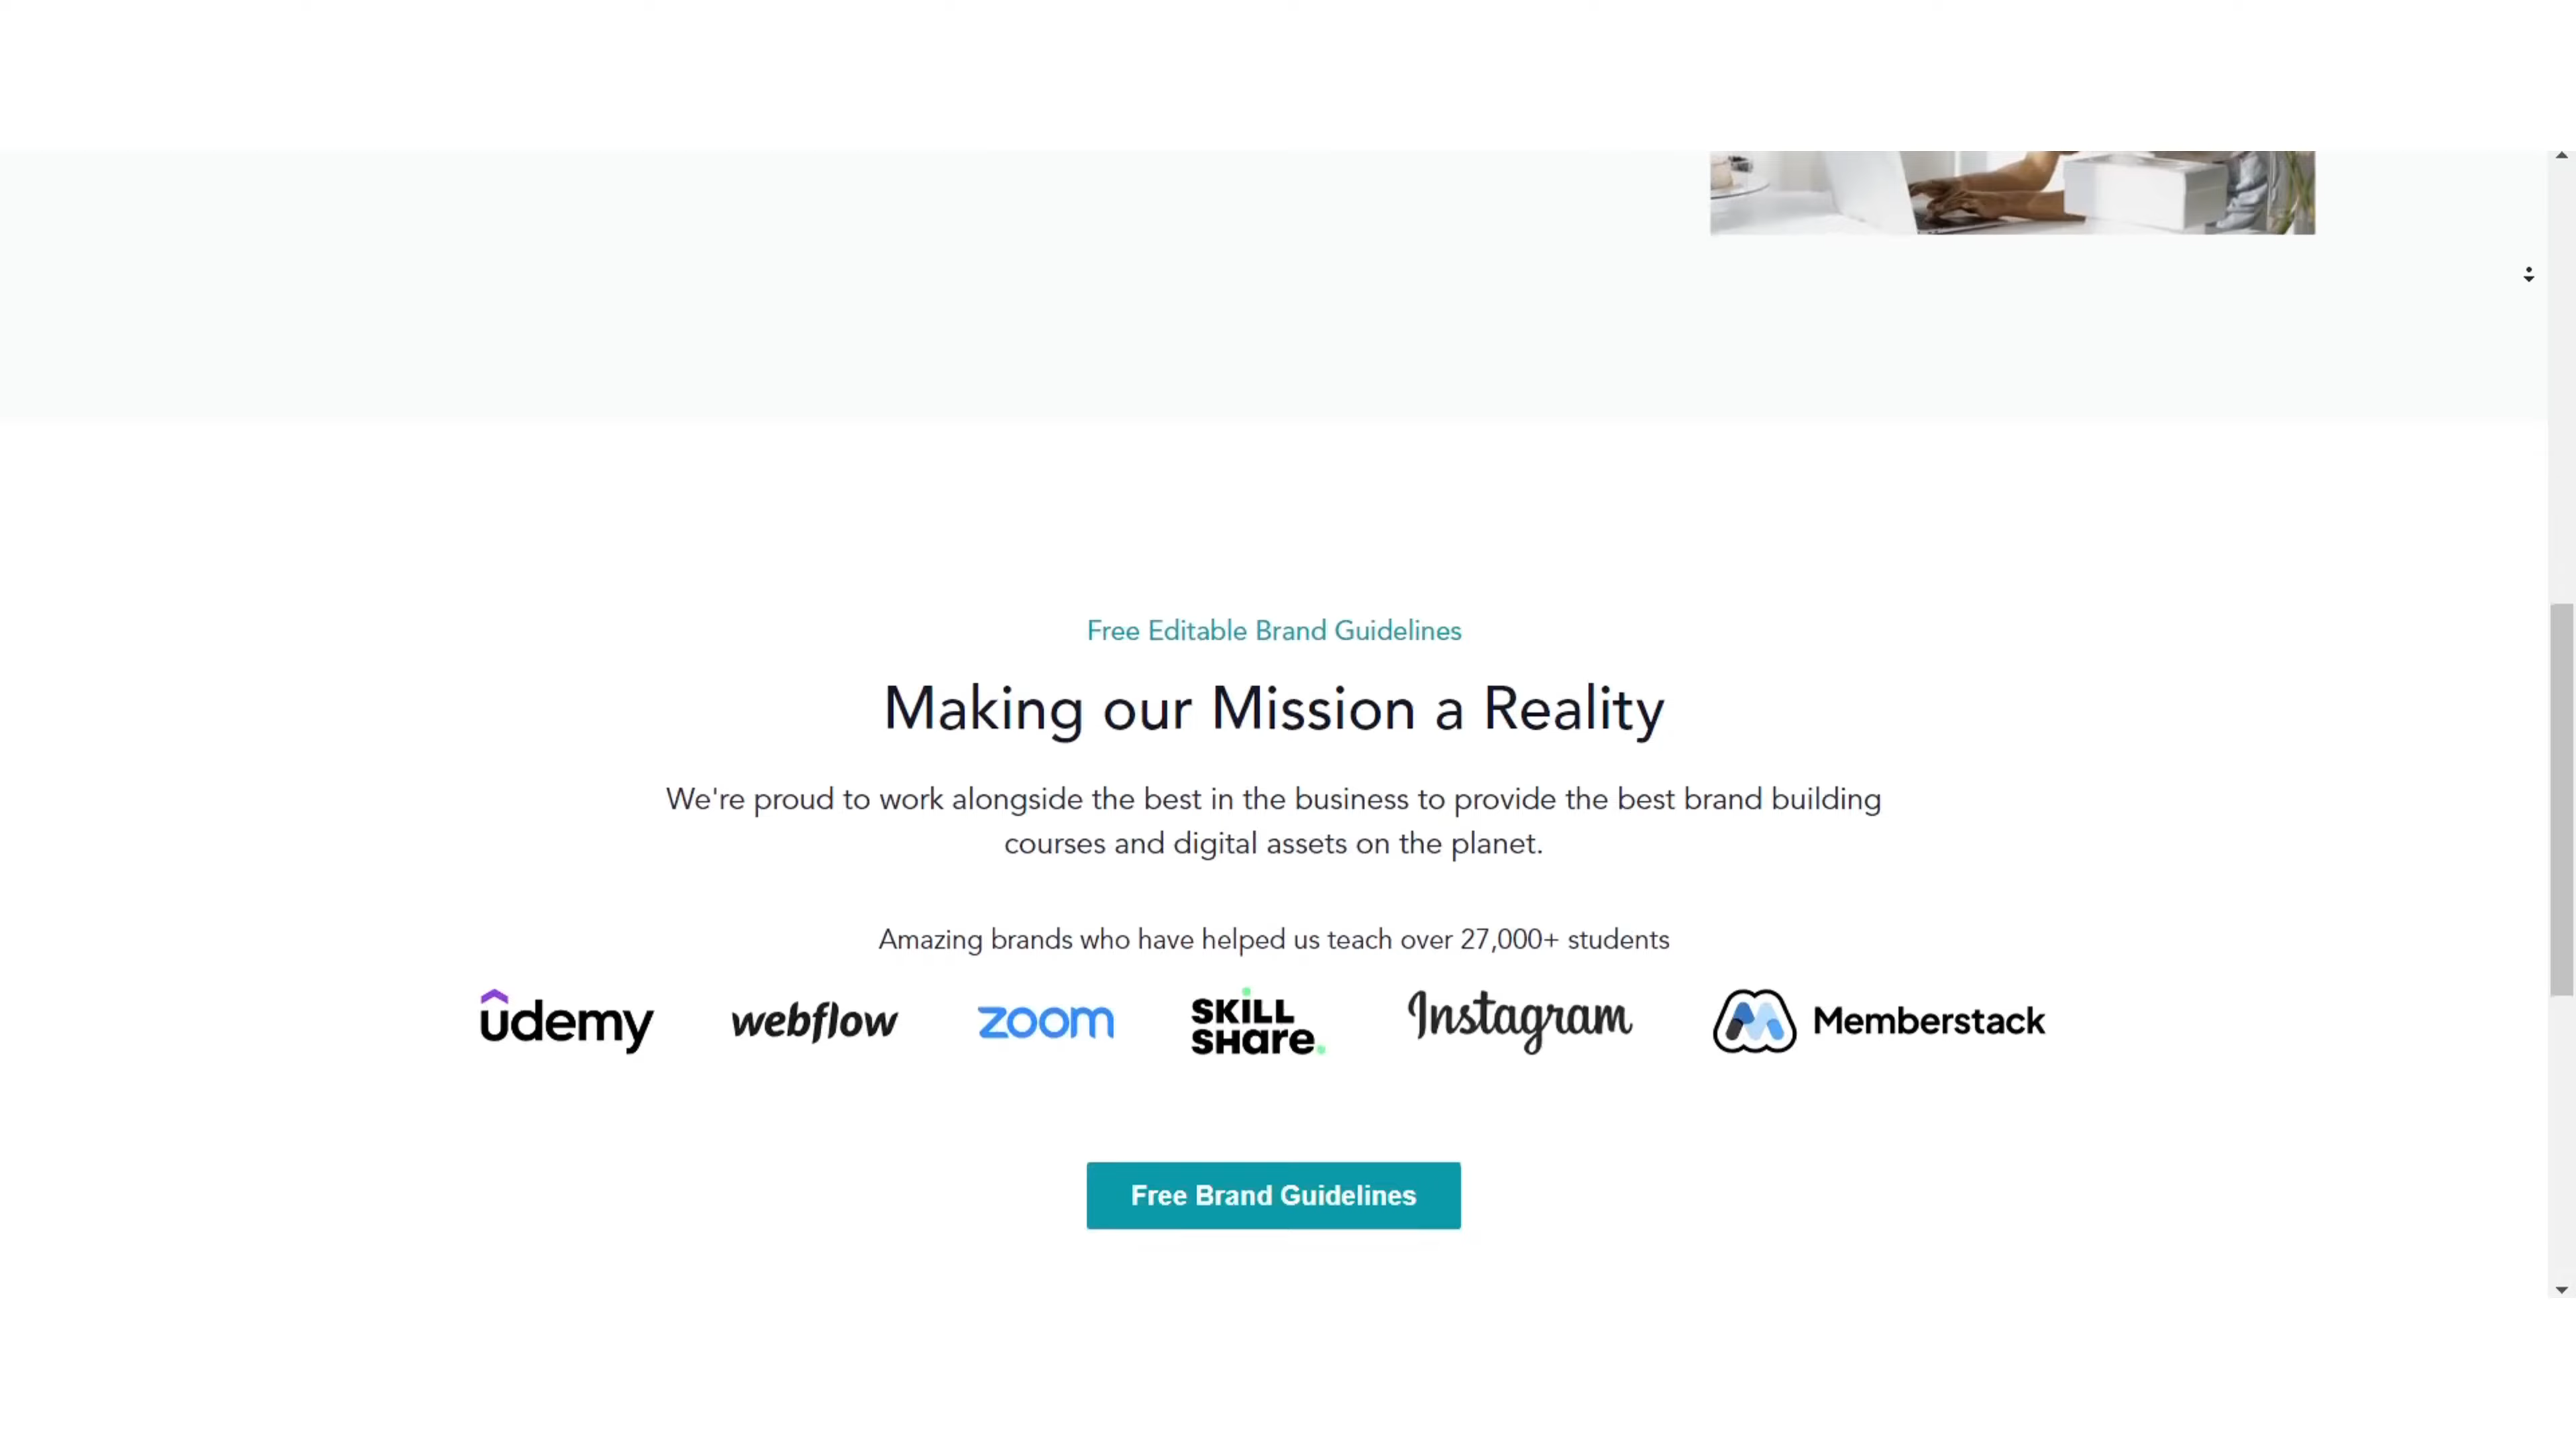 Free Editable Brand Guidelines
Making our Mission a Reality
We're proud to work alongside the best in the business to provide the best brand building
courses and digital assets on the planet.
Amazing brands who have helped us teach over 27,000+ students
udemy
webflow
zoom
SKILL
SHare.
Instagram
Memberstack
Free Brand Guidelines